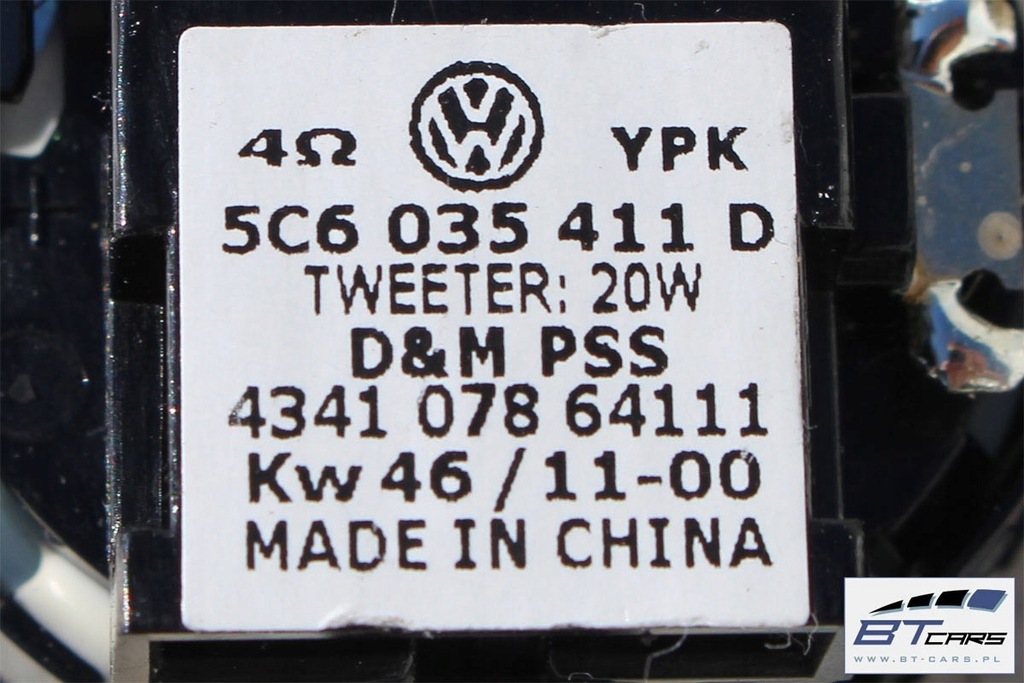 4Ω YPK
5C6 035 411 D
TWEETER: 20W
D&M PSS
4341 078 64111
Kw 46 / 11-00
MADE IN CHINA
BT CARS
WWW.BT-CARS.PL